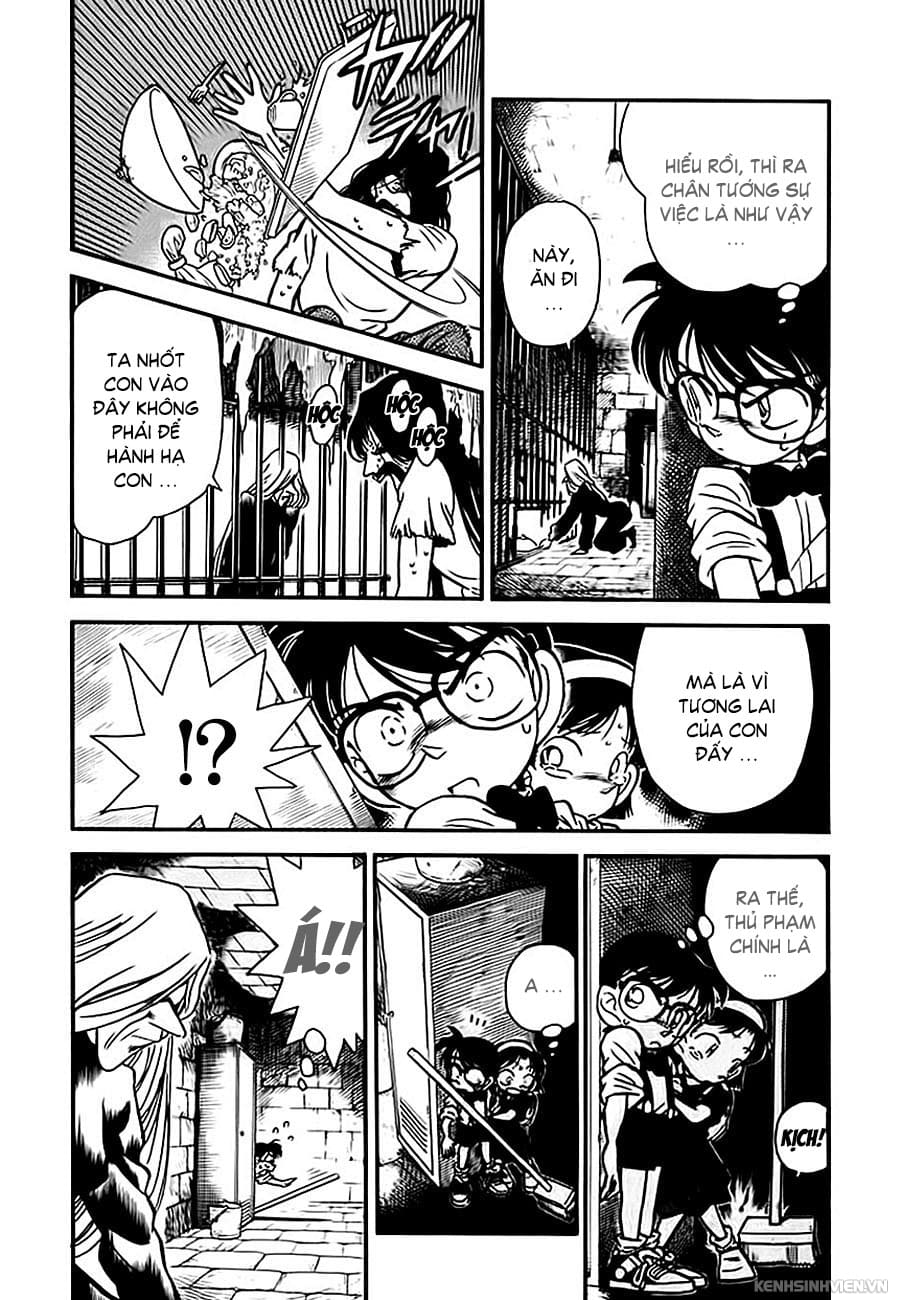 HIỂU RỒI, THÌ RA
CHÂN TƯỚNG SỰ
VIỆC LÀ NHƯ VẬY
...
NÀY,
ĂN ĐI
...
TA NHỐT
CON VÀO
ĐÂY KHÔNG
PHẢI ĐỂ
HÀNH HẠ
CON ...
HỘC
HỘC
HỘC
MÀ LÀ VÌ
TƯƠNG LAI
CỦA CON
ĐẤY ...
!?
RA THẾ,
THỦ PHẠM
CHÍNH LÀ
...
KỊCH!
A ...
Á!!
KENHSINHVIEN.VN